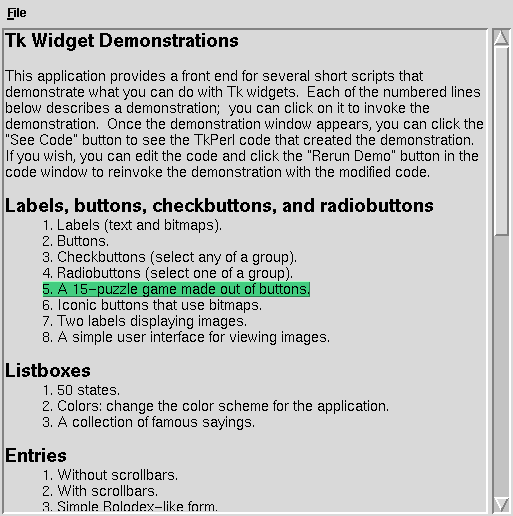 File
Tk Widget Demonstrations
This application provides a front end for several short scripts that
demonstrate what you can do with Tk widgets.  Each of the numbered lines
below describes a demonstration;  you can click on it to invoke the
demonstration.  Once the demonstration window appears, you can click the
"See Code" button to see the TkPerl code that created the demonstration.
If you wish, you can edit the code and click the "Rerun Demo" button in the
code window to reinvoke the demonstration with the modified code.
Labels, buttons, checkbuttons, and radiobuttons
1. Labels (text and bitmaps).
2. Buttons.
3. Checkbuttons (select any of a group).
4. Radiobuttons (select one of a group).
5. A 15-puzzle game made out of buttons.
6. Iconic buttons that use bitmaps.
7. Two labels displaying images.
8. A simple user interface for viewing images.
Listboxes
1. 50 states.
2. Colors: change the color scheme for the application.
3. A collection of famous sayings.
Entries
1. Without scrollbars.
2. With scrollbars.
3. Simple Rolodex-like form.